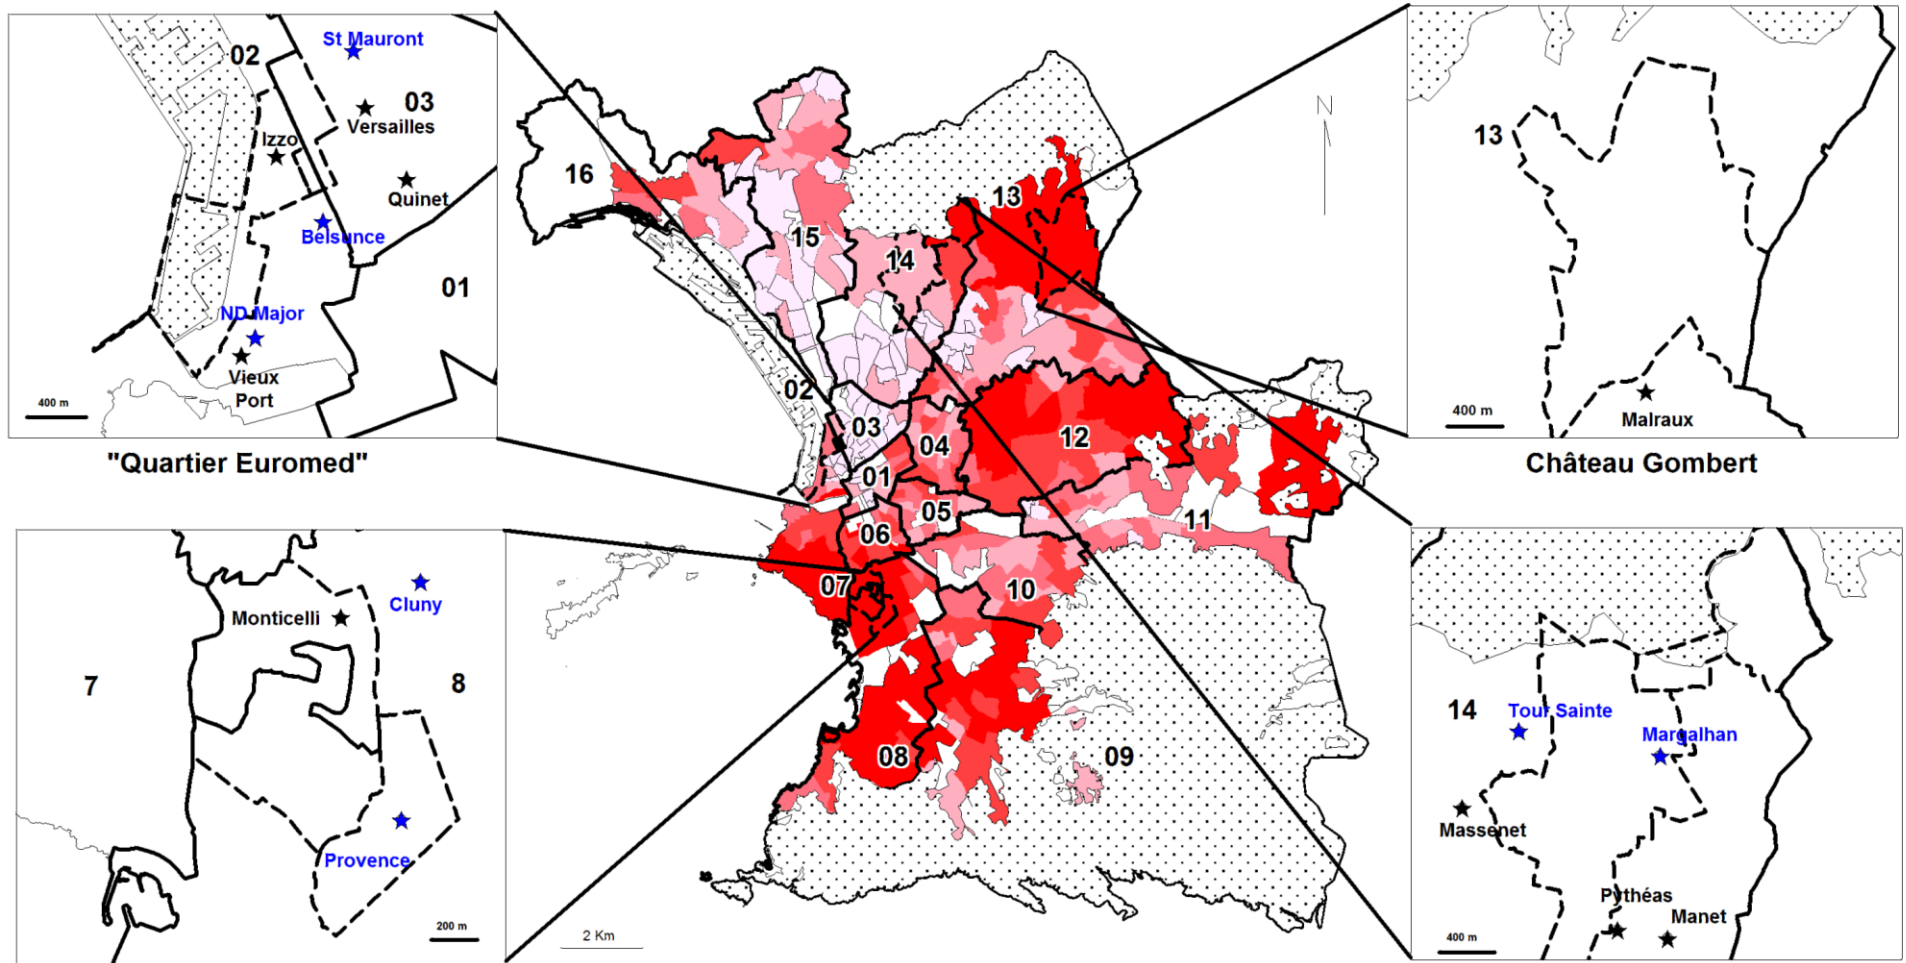 02
St Mauront
03
Versailles
Izzo
Quinet
Belsunce
01
ND Major
Vieux
Port
400 m
"Quartier Euromed"
7
Monticelli
Cluny
8
Provence
200 m
N
16
15
14
13
02
03
04
12
01
05
11
06
07
10
08
09
2 Km
13
400 m
Malraux
Château Gombert
14
Tour Sainte
Margalhan
Massenet
Pythéas
Manet
400 m